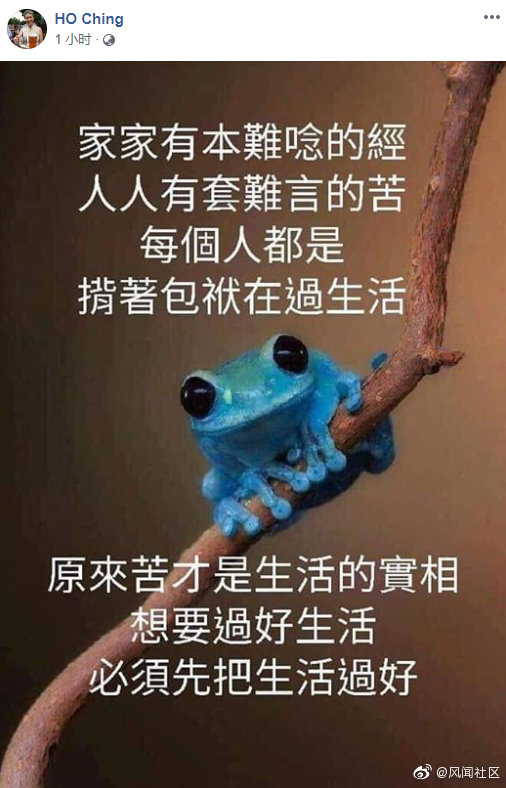 HO Ching
1 小时 ·
家家有本難唸的經
人人有套難言的苦
每個人都是
揹著包袱在過生活
原來苦才是生活的實相
想要過好生活
必須先把生活過好
@风闻社区